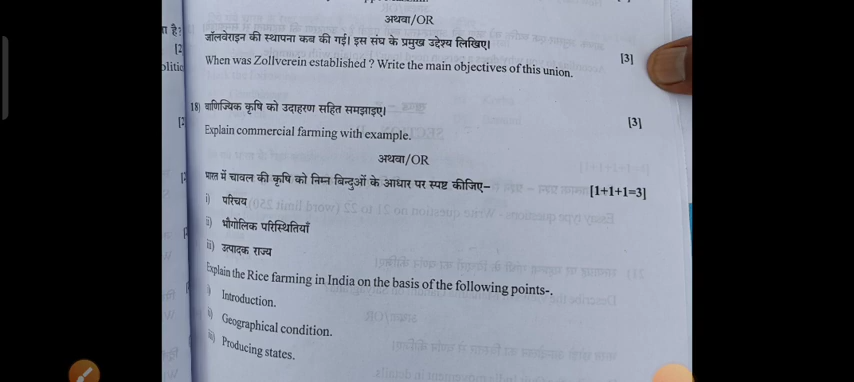 अथवा/OR
जॉलवेराइन की स्थापना कब की गई। इस संघ के प्रमुख उद्देश्य लिखिए।
[3]
When was Zollverein established ? Write the main objectives of this union.
18) वाणिज्यिक कृषि को उदाहरण सहित समझाइए।
[3]
Explain commercial farming with example.
अथवा/OR
भारत में चावल की कृषि को निम्न बिन्दुओं के आधार पर स्पष्ट कीजिए–
[1+1+1=3]
i) परिचय
ii) भौगोलिक परिस्थितियाँ
iii) उत्पादक राज्य
Explain the Rice farming in India on the basis of the following points-.
i) Introduction.
ii) Geographical condition.
iii) Producing states.